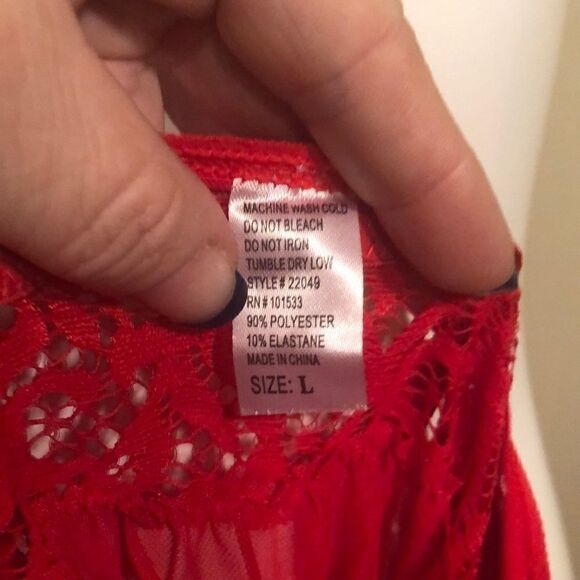 MACHINE WASH COLD
DO NOT BLEACH
DO NOT IRON
TUMBLE DRY LOW
STYLE# 22049
RN# 101533
90% POLYESTER
10% ELASTANE
MADE IN CHINA
SIZE: L